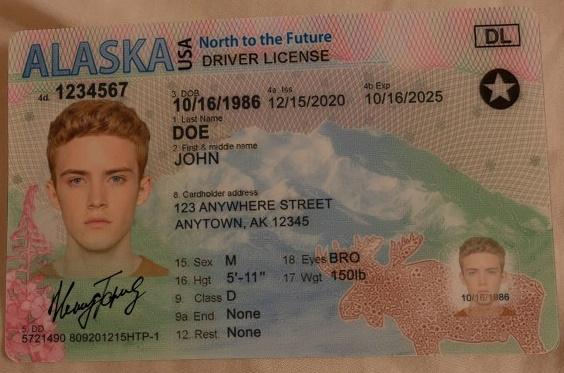 ALASKA USA North to the Future DL
DRIVER LICENSE
4d. 1234567
3. DOB 4a. Iss 4b Exp
10/16/1986 12/15/2020 10/16/2025
1. Last Name
DOE
2. First & middle name
JOHN
8. Cardholder address
123 ANYWHERE STREET
ANYTOWN, AK 12345
15. Sex M 18. Eyes BRO
16. Hgt 5'-11" 17. Wgt 150lb
9. Class D
9a End None
12. Rest. None
10/16/1986
5. DD
5721490 809201215HTP-1